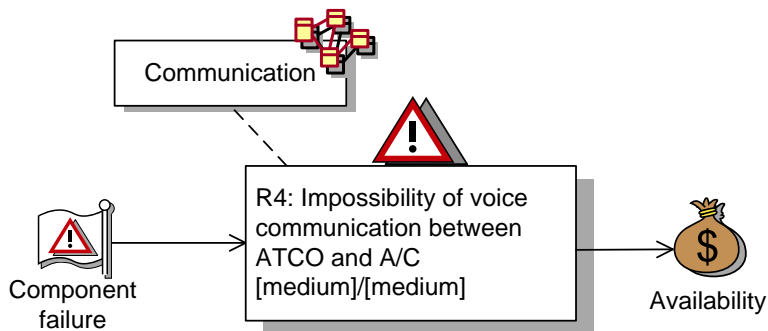 Communication
R4: Impossibility of voice
communication between
ATCO and A/C
[medium]/[medium]
Component
failure
$
Availability